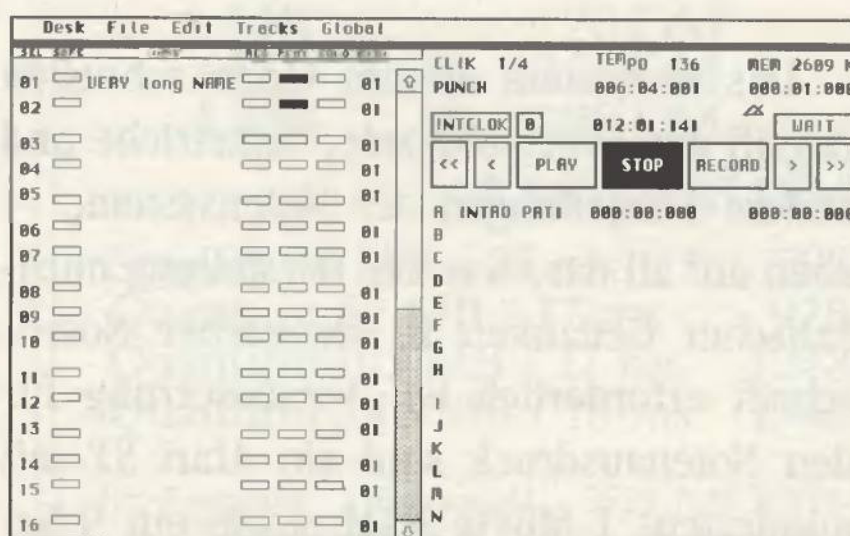 Desk File Edit Tracks Global
CLIK 1/4 TEMPO 136 MEM 2609 K
01 VERY long NAME 01
PUNCH 006:04:001 000:01:000
02 01
INTCLOK 0 012:01:141 WAIT
03 01
<< < PLAY STOP RECORD > >>
04 01
05 01
A INTRO PATT 000:00:000 000:00:000
06 01
B
07 01
C
D
08 01
E
09 01
F
10 01
G
H
11 01
12 01
J
13 01
K
14 01
L
15 01
M
N
16 01